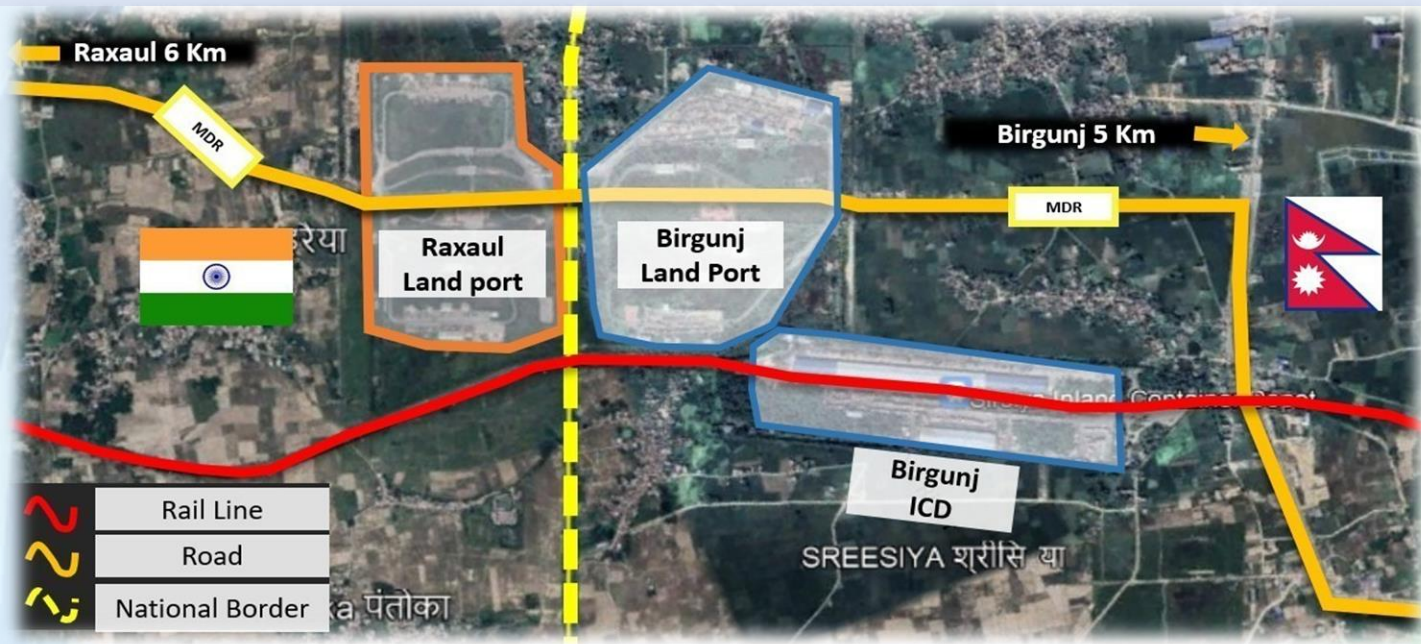 Raxaul 6 Km
MDR
Birgunj 5 Km
MDR
Raxaul
Land port
Birgunj
Land Port
Birgunj
ICD
SREESIYA श्रीसि या
Rail Line
Road
National Border
पंतोका